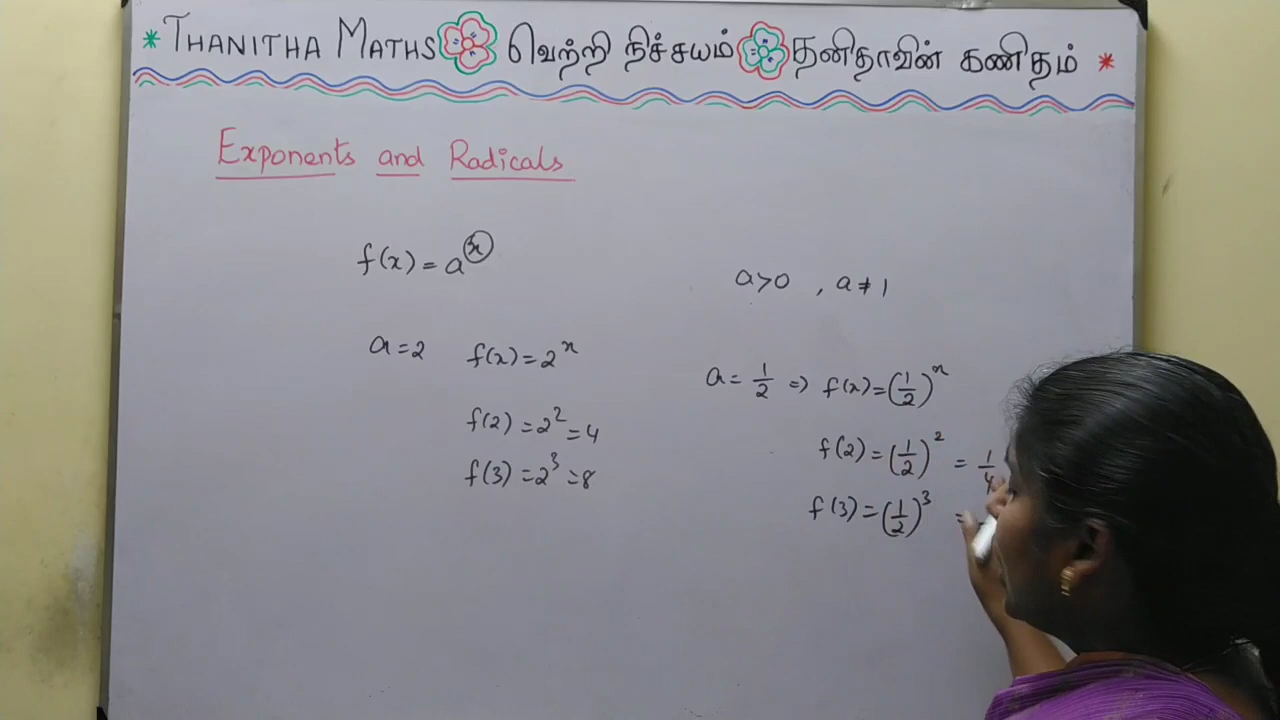 * THANITHA MATHS வெற்றி நிச்சயம் தனிதாவின் கணிதம் *
Exponents and Radicals
f(x) = a^x
a>0 , a≠1
a=2 f(x)=2^x
f(2) = 2^2 = 4
f(3) = 2^3 = 8
a = 1/2 => f(x) = (1/2)^x
f(2) = (1/2)^2 = 1/4
f(3) = (1/2)^3 =